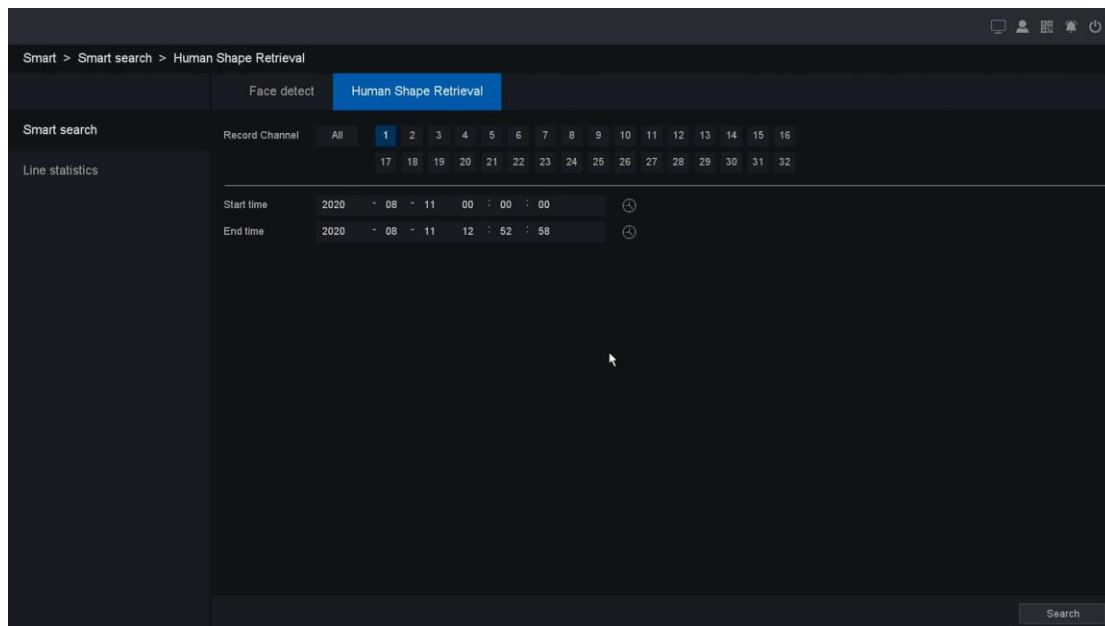 Smart > Smart search > Human Shape Retrieval
Face detect Human Shape Retrieval
Smart search
Line statistics
Record Channel All 1 2 3 4 5 6 7 8 9 10 11 12 13 14 15 16
17 18 19 20 21 22 23 24 25 26 27 28 29 30 31 32
Start time 2020 - 08 - 11 00 : 00 : 00
End time 2020 - 08 - 11 12 : 52 : 58
Search